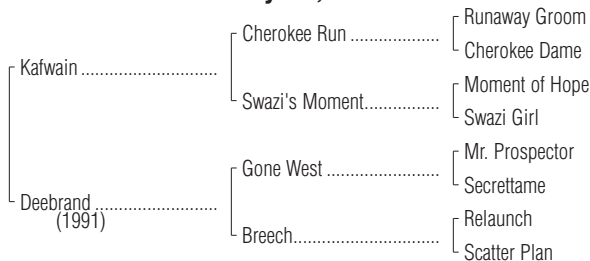 Kafwain
Deebrand
(1991)
Cherokee Run
Swazi's Moment
Gone West
Breech
Runaway Groom
Cherokee Dame
Moment of Hope
Swazi Girl
Mr. Prospector
Secrettame
Relaunch
Scatter Plan